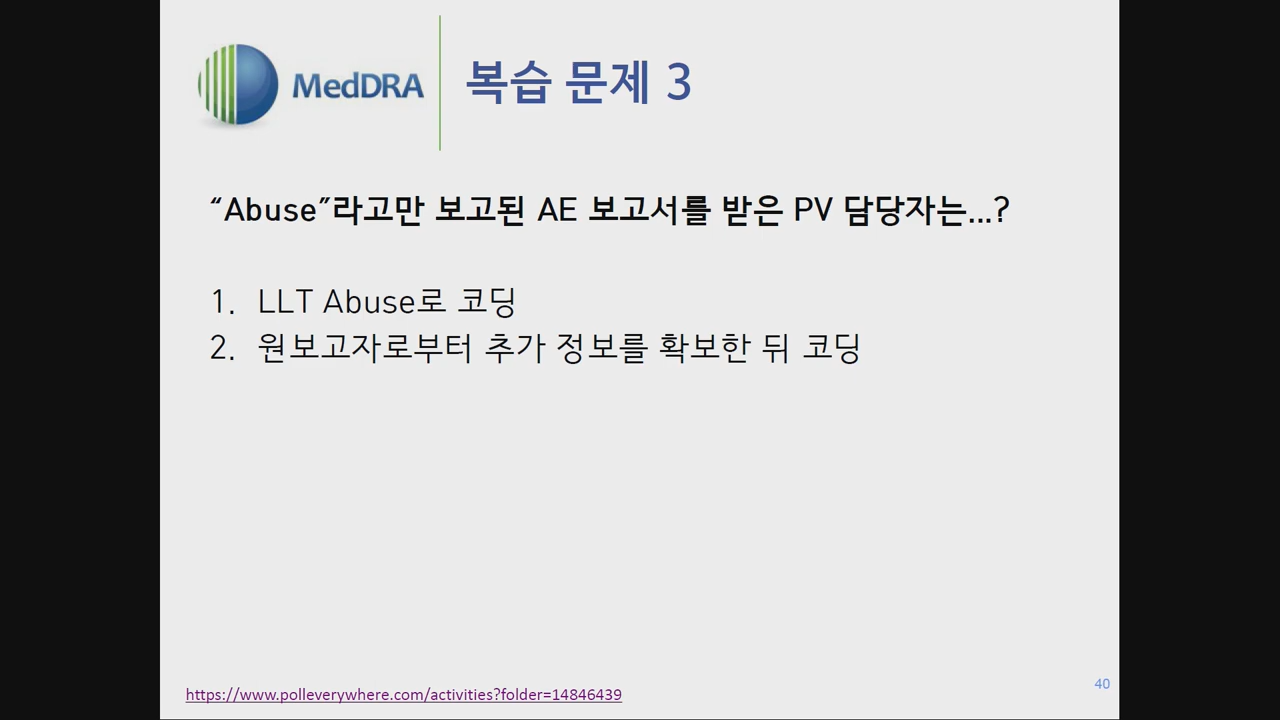 MedDRA
복습 문제 3
“Abuse”라고만 보고된 AE 보고서를 받은 PV 담당자는...?
1. LLT Abuse로 코딩
2. 원보고자로부터 추가 정보를 확보한 뒤 코딩
https://www.polleverywhere.com/activities?folder=14846439
40